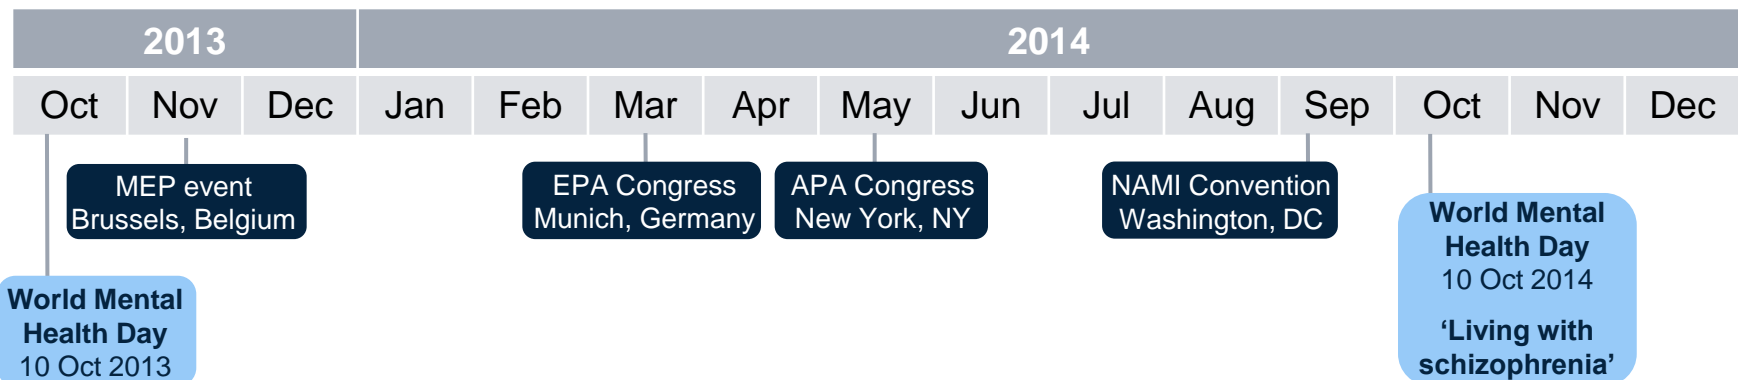 2013 2014
Oct Nov Dec Jan Feb Mar Apr May Jun Jul Aug Sep Oct Nov Dec
MEP event
Brussels, Belgium
EPA Congress
Munich, Germany
APA Congress
New York, NY
NAMI Convention
Washington, DC
World Mental
Health Day
10 Oct 2014
‘Living with
schizophrenia’
World Mental
Health Day
10 Oct 2013